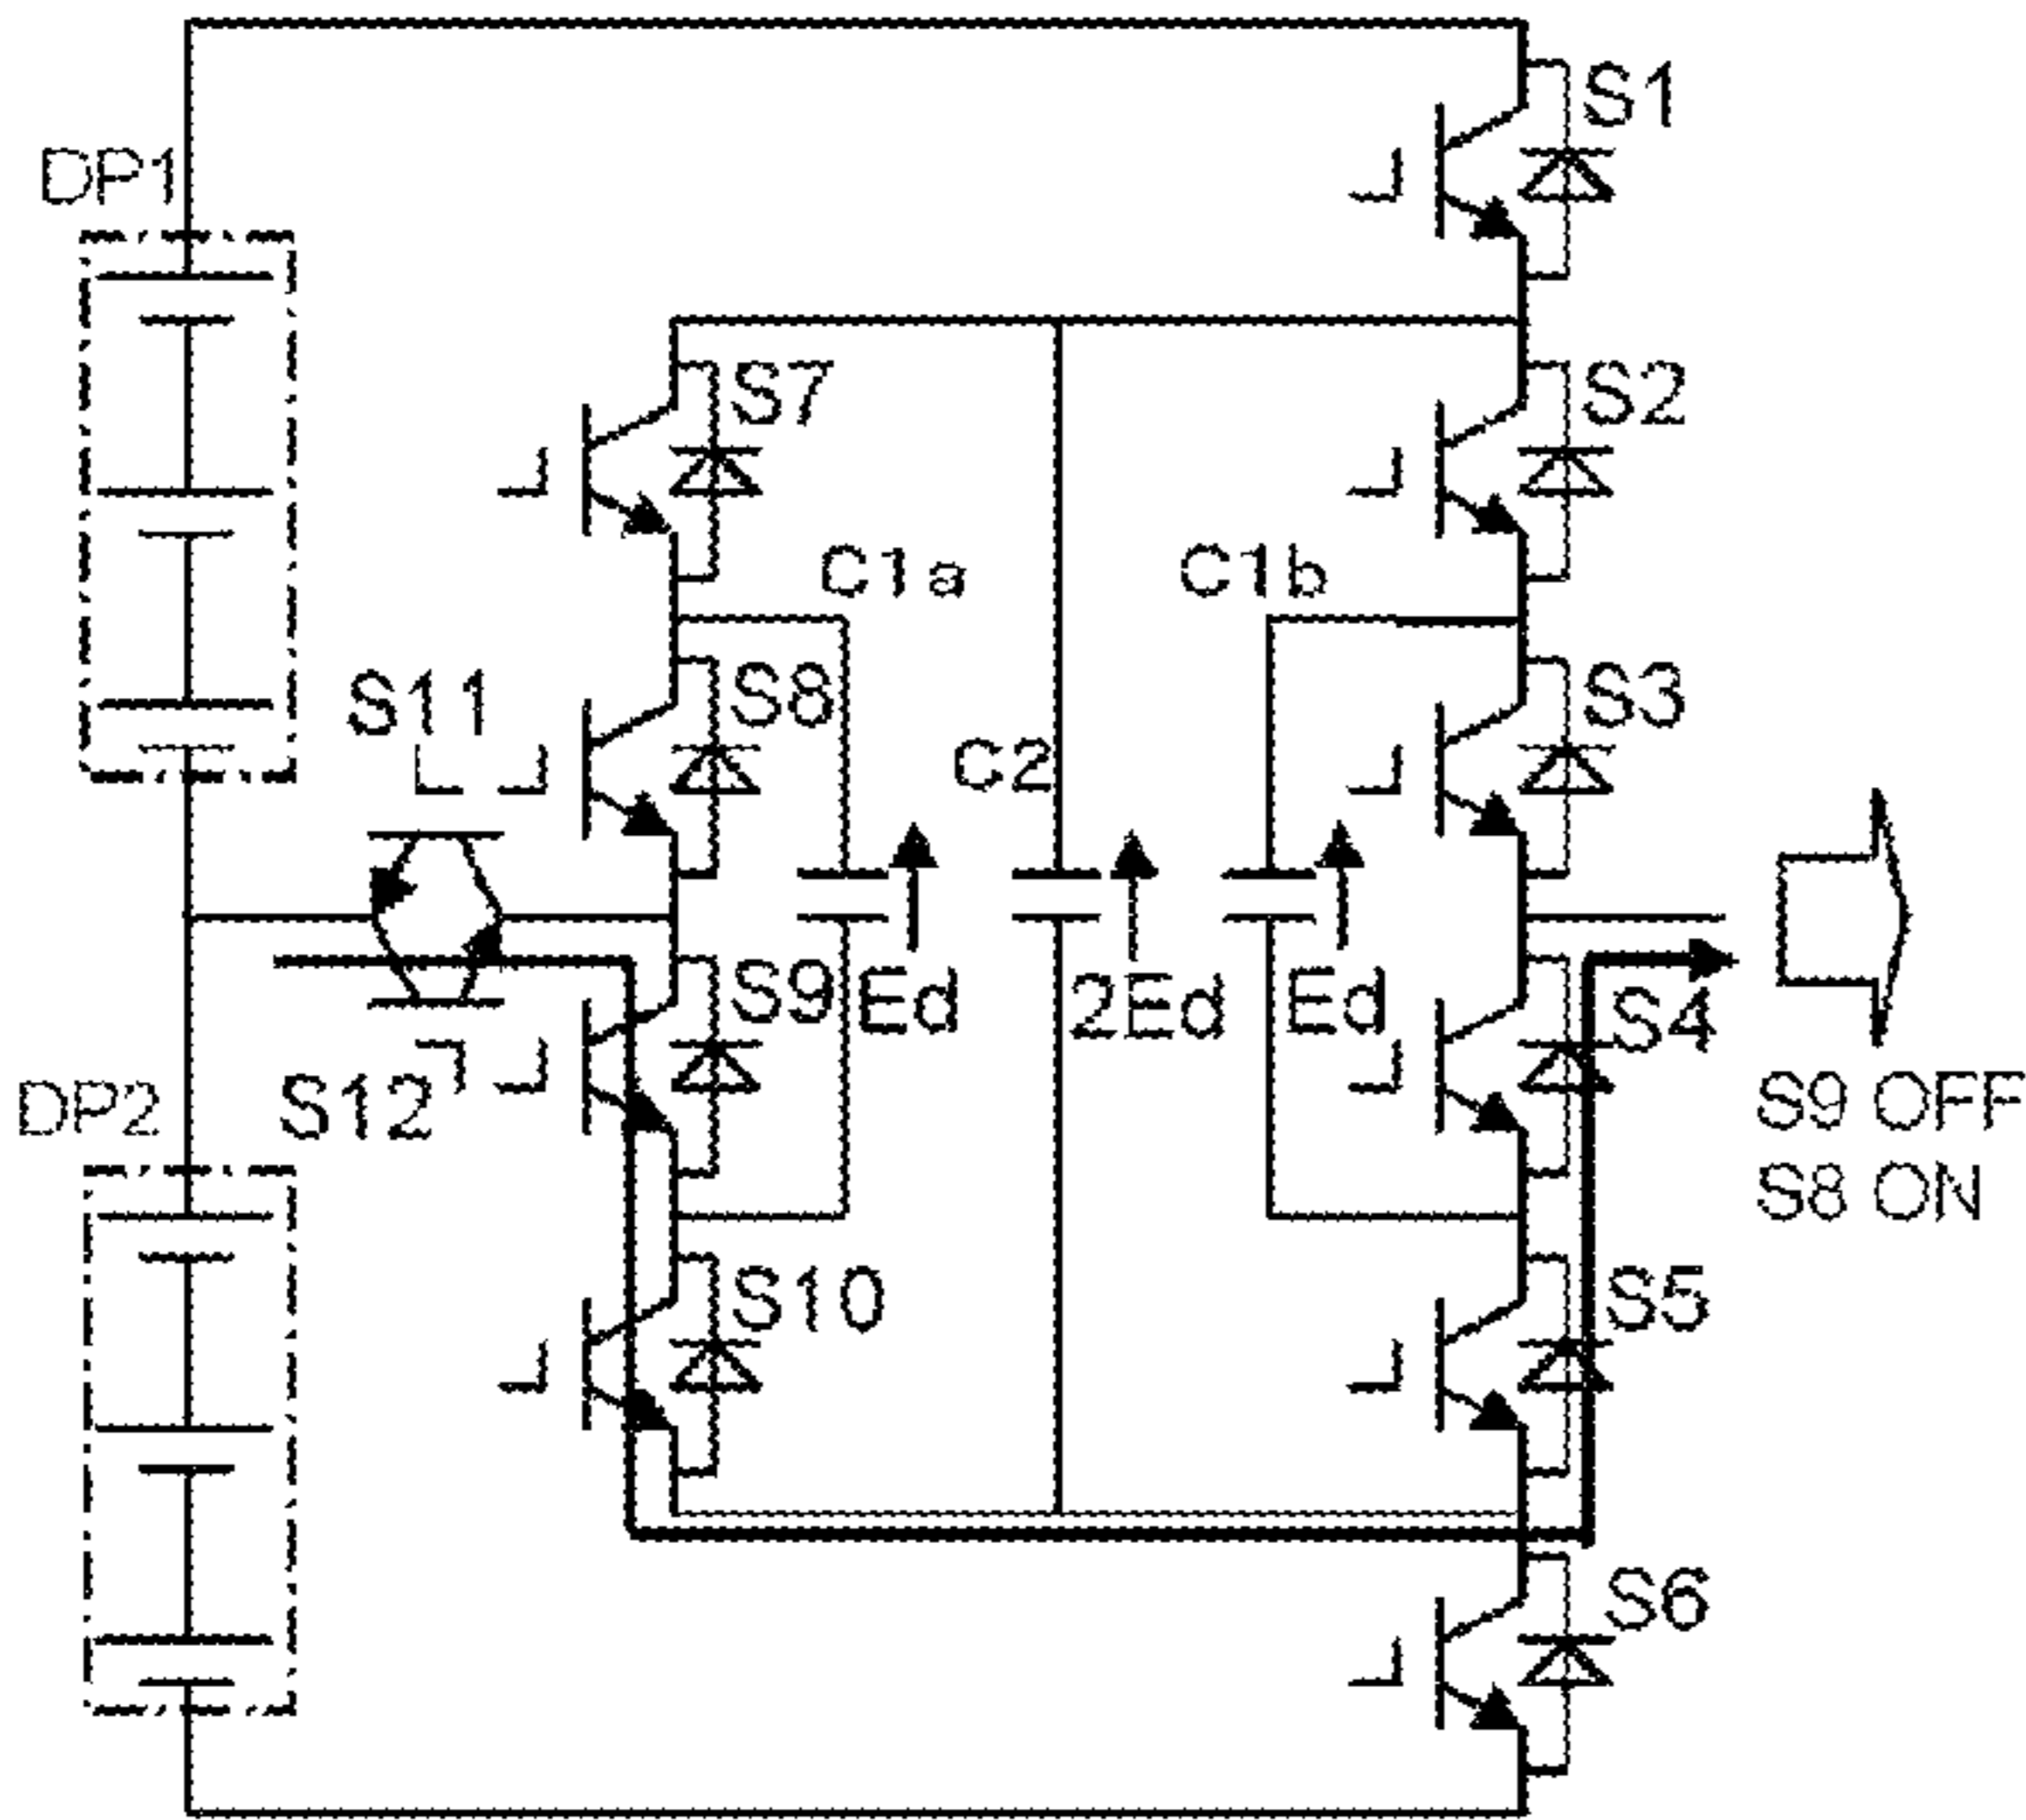 S1
DP1
S7
S2
C1a
C1b
S11
S8
S3
C2
S9
Ed
2Ed
Ed
S4
S12
DP2
S9 OFF
S8 ON
S10
S5
S6